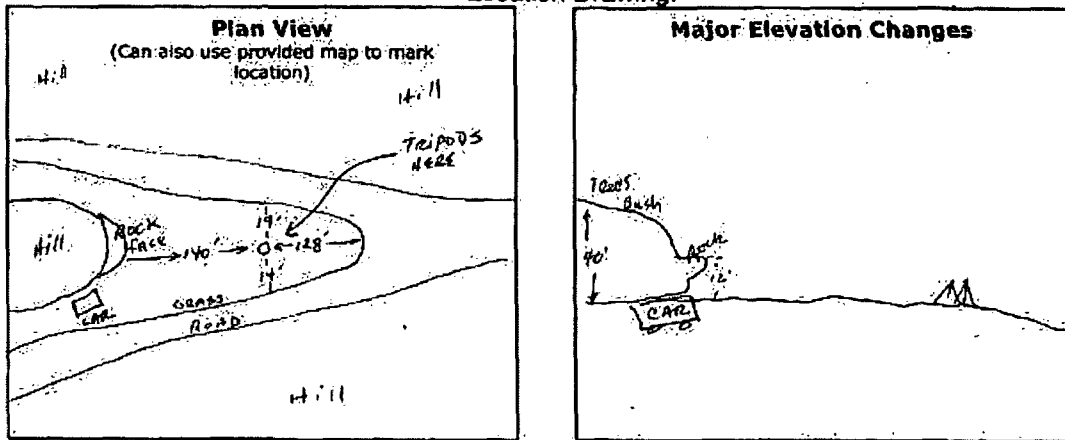 Plan View
(Can also use provided map to mark
location)
Hill
Hill
TRIPODS
HERE
Rock
face
Hill
19'
140'
128'
14'
CAR
GRASS
ROAD
Hill
Major Elevation Changes
Trees
Bush
Rock
40'
12'
CAR